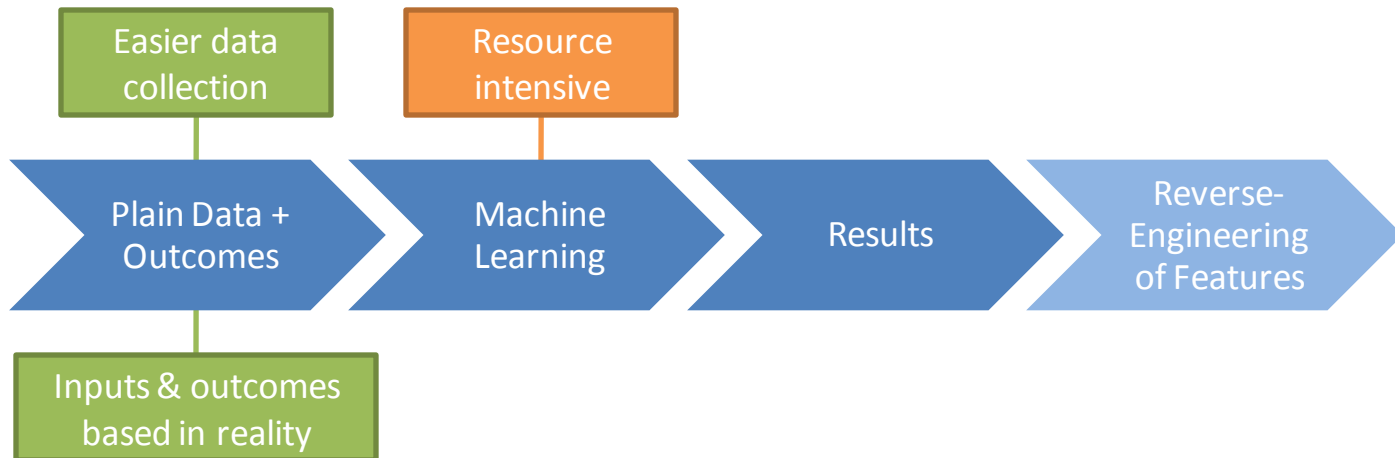 Easier data
collection
Resource
intensive
Plain Data +
Outcomes
Machine
Learning
Results
Reverse-
Engineering
of Features
Inputs & outcomes
based in reality